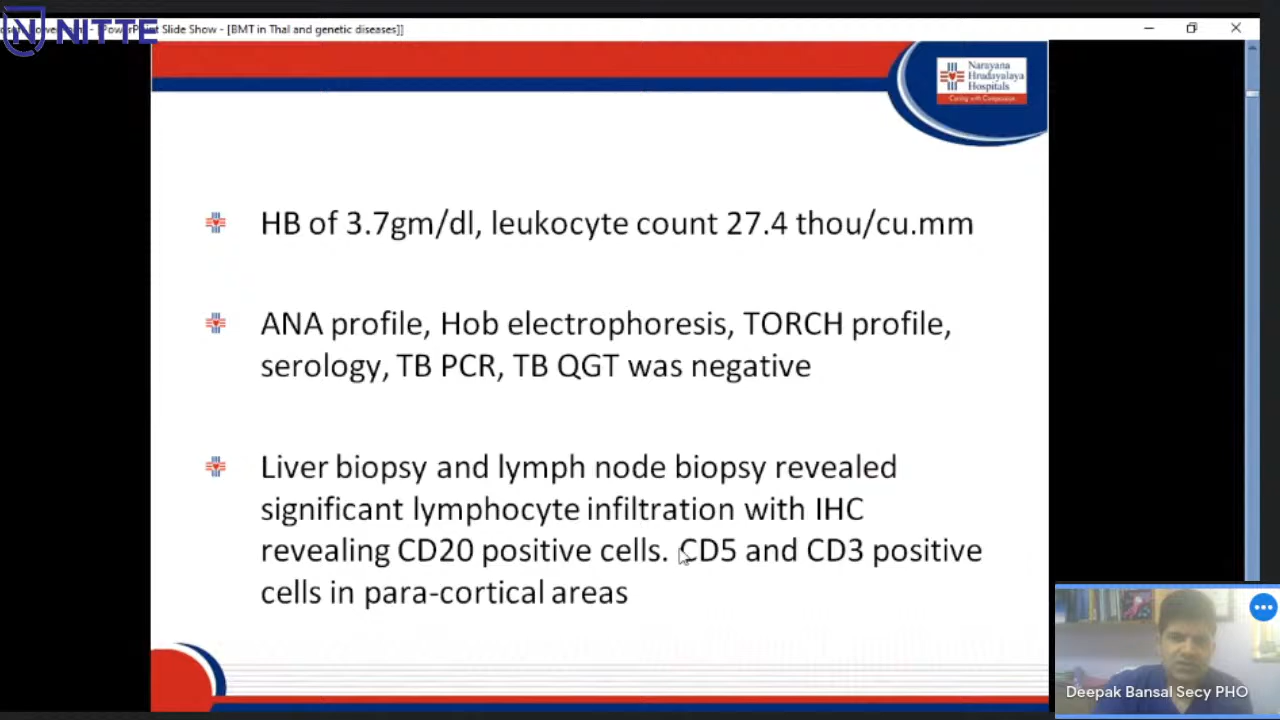 NITTE
PowerPoint Slide Show - [BMT in Thal and genetic diseases]]
Narayana
Hrudayalaya
Hospitals
Caring with Compassion
HB of 3.7gm/dl, leukocyte count 27.4 thou/cu.mm
ANA profile, Hob electrophoresis, TORCH profile,
serology, TB PCR, TB QGT was negative
Liver biopsy and lymph node biopsy revealed
significant lymphocyte infiltration with IHC
revealing CD20 positive cells. CD5 and CD3 positive
cells in para-cortical areas
Deepak Bansal Secy PHO